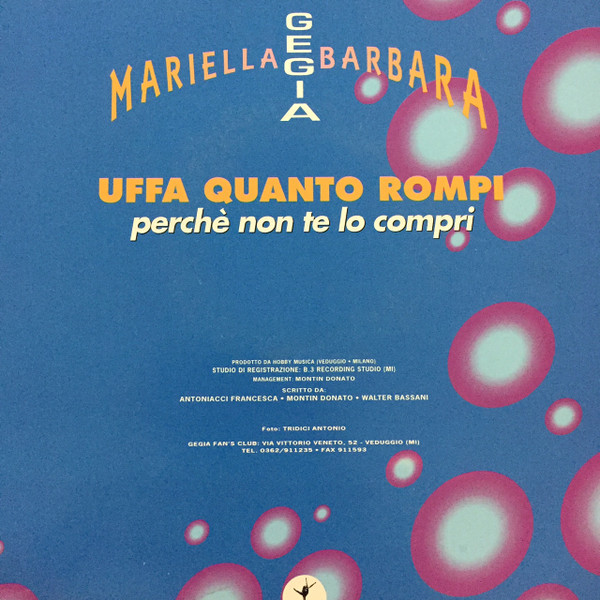 GEGIA
MARIELLA BARBARA
UFFA QUANTO ROMPI
perchè non te lo compri
PRODOTTO DA HOBBY MUSICA (VEDUGGIO • MILANO)
STUDIO DI REGISTRAZIONE: B.3 RECORDING STUDIO (MI)
MANAGEMENT: MONTIN DONATO
SCRITTO DA:
ANTONIACCI FRANCESCA • MONTIN DONATO • WALTER BASSANI
Foto: TRIDICI ANTONIO
GEGIA FAN'S CLUB: VIA VITTORIO VENETO, 52 - VEDUGGIO (MI)
TEL. 0362/911235 • FAX 911593